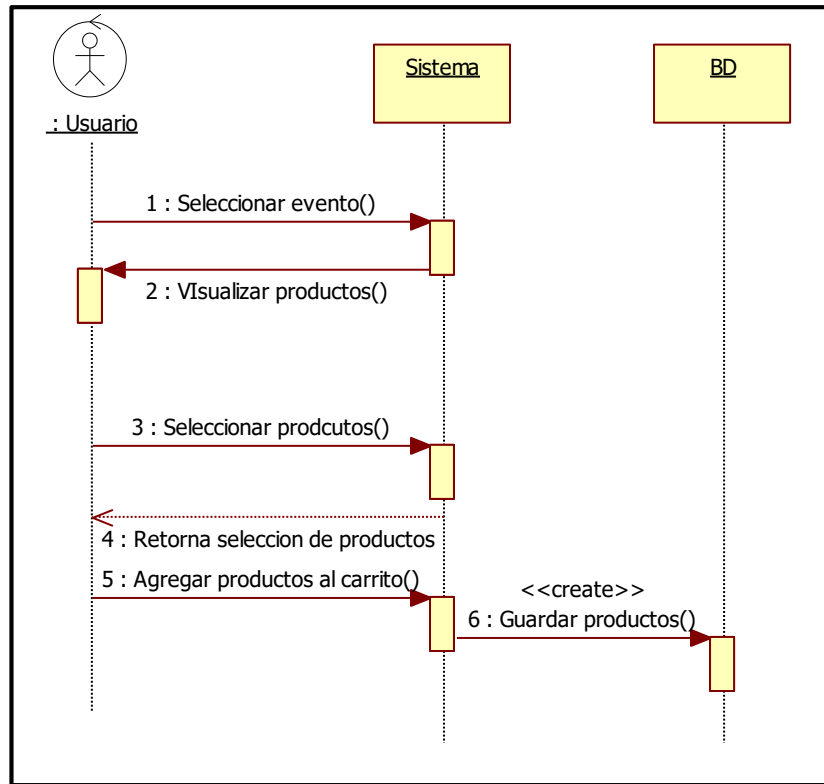 Sistema
BD
: Usuario
1 : Seleccionar evento()
2 : VIsualizar productos()
3 : Seleccionar prodcutos()
4 : Retorna seleccion de productos
5 : Agregar productos al carrito()
<<create>>
6 : Guardar productos()